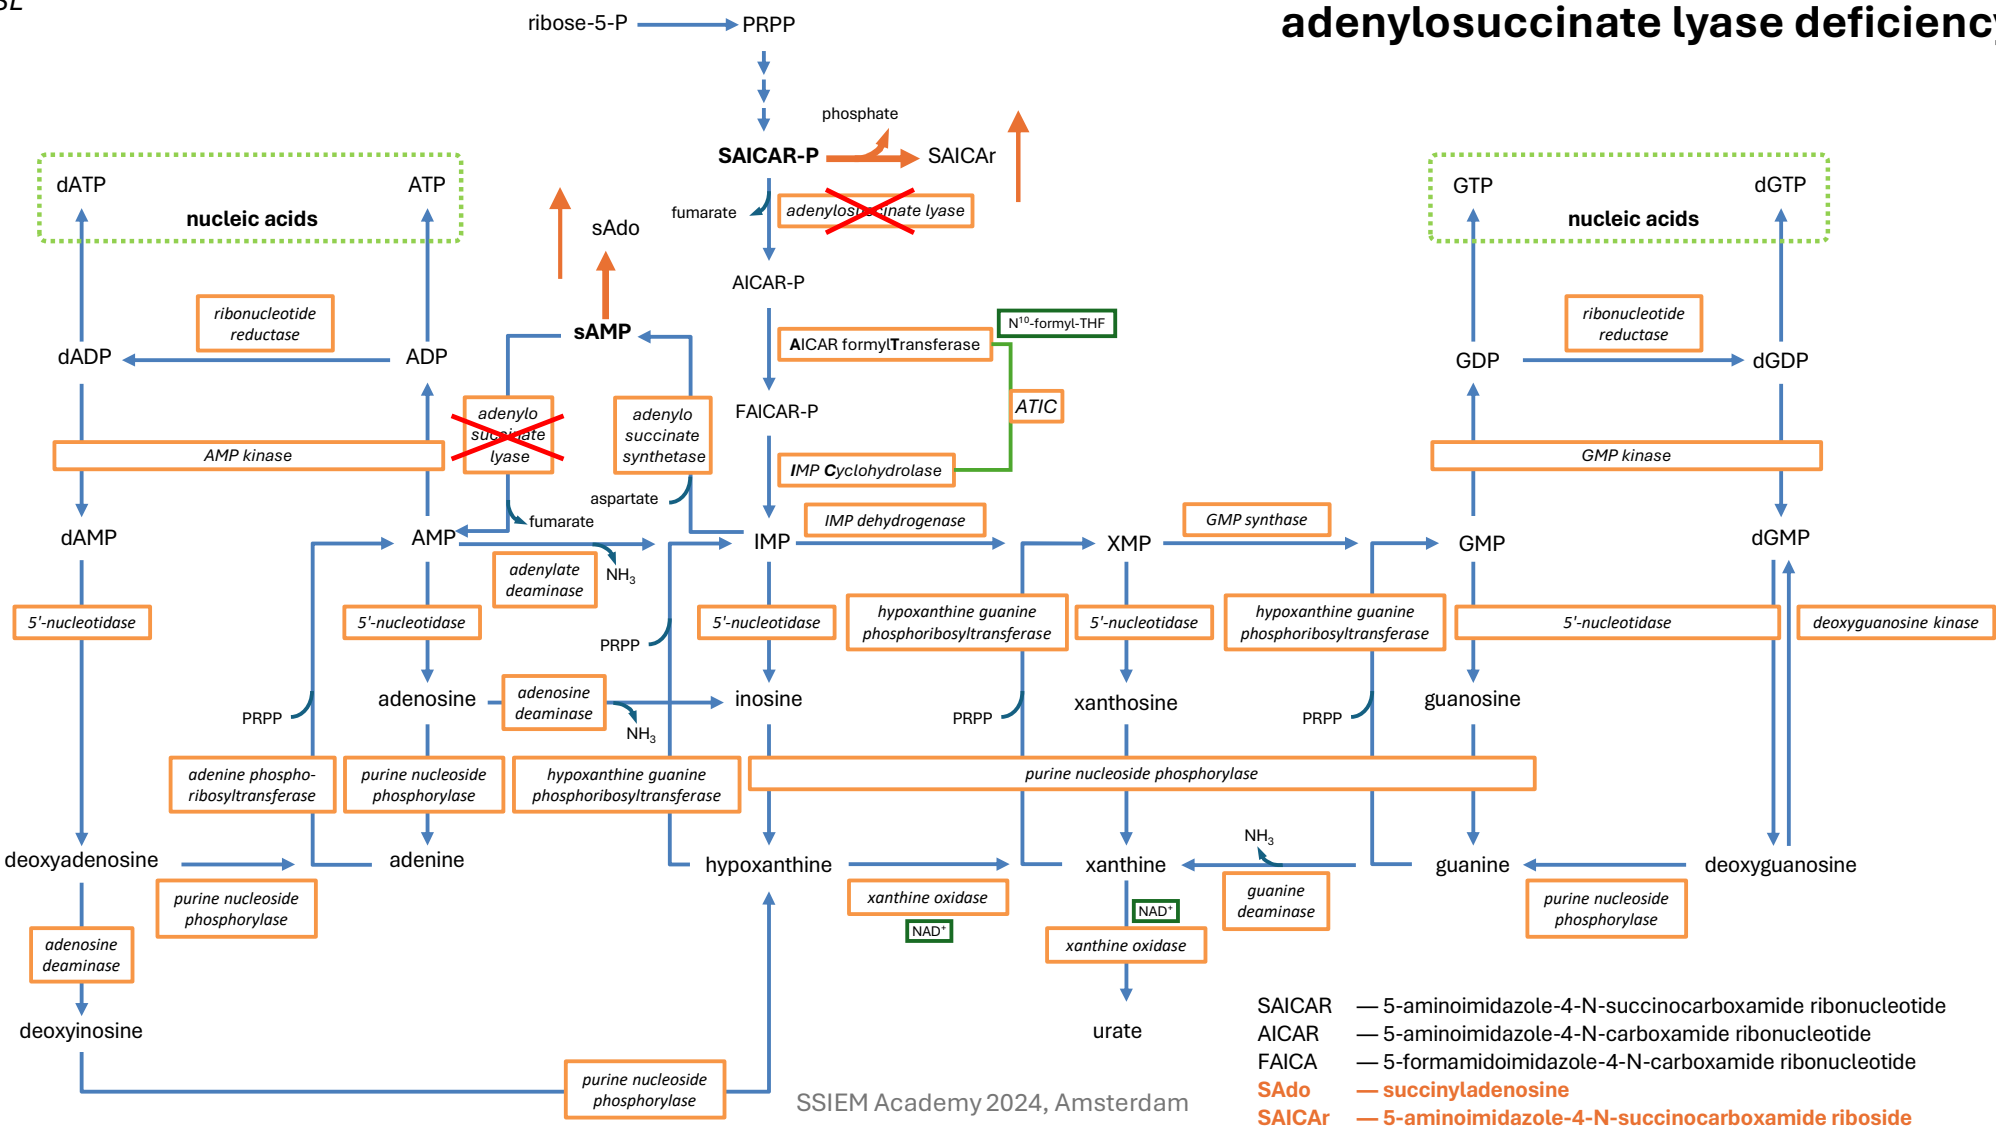 adenylosuccinate lyase deficiency
ribose-5-P
PRPP
phosphate
SAICAR-P
SAICAr
fumarate
adenylosuccinate lyase
dATP
ATP
nucleic acids
sAdo
GTP
dGTP
nucleic acids
AICAR-P
ribonucleotide
reductase
sAMP
AICAR formylTransferase
N¹⁰-formyl-THF
ribonucleotide
reductase
dADP
ADP
GDP
dGDP
adenylo
succinate
lyase
adenylo
succinate
synthetase
FAICAR-P
ATIC
AMP kinase
IMP Cyclohydrolase
GMP kinase
aspartate
fumarate
IMP dehydrogenase
GMP synthase
dAMP
AMP
IMP
XMP
GMP
dGMP
adenylate
deaminase
NH₃
5'-nucleotidase
5'-nucleotidase
PRPP
5'-nucleotidase
hypoxanthine guanine
phosphoribosyltransferase
5'-nucleotidase
hypoxanthine guanine
phosphoribosyltransferase
5'-nucleotidase
deoxyguanosine kinase
PRPP
adenosine
adenosine
deaminase
NH₃
inosine
PRPP
xanthosine
PRPP
guanosine
adenine phospho-
ribosyltransferase
purine nucleoside
phosphorylase
hypoxanthine guanine
phosphoribosyltransferase
purine nucleoside phosphorylase
deoxyadenosine
adenine
hypoxanthine
xanthine
NH₃
guanine
deoxyguanosine
purine nucleoside
phosphorylase
xanthine oxidase
NAD⁺
NAD⁺
guanine
deaminase
purine nucleoside
phosphorylase
adenosine
deaminase
xanthine oxidase
deoxyinosine
urate
purine nucleoside
phosphorylase
SSIEM Academy 2024, Amsterdam
SAICAR — 5-aminoimidazole-4-N-succinocarboxamide ribonucleotide
AICAR — 5-aminoimidazole-4-N-carboxamide ribonucleotide
FAICA — 5-formamidoimidazole-4-N-carboxamide ribonucleotide
SAdo — succinyladenosine
SAICAr — 5-aminoimidazole-4-N-succinocarboxamide riboside